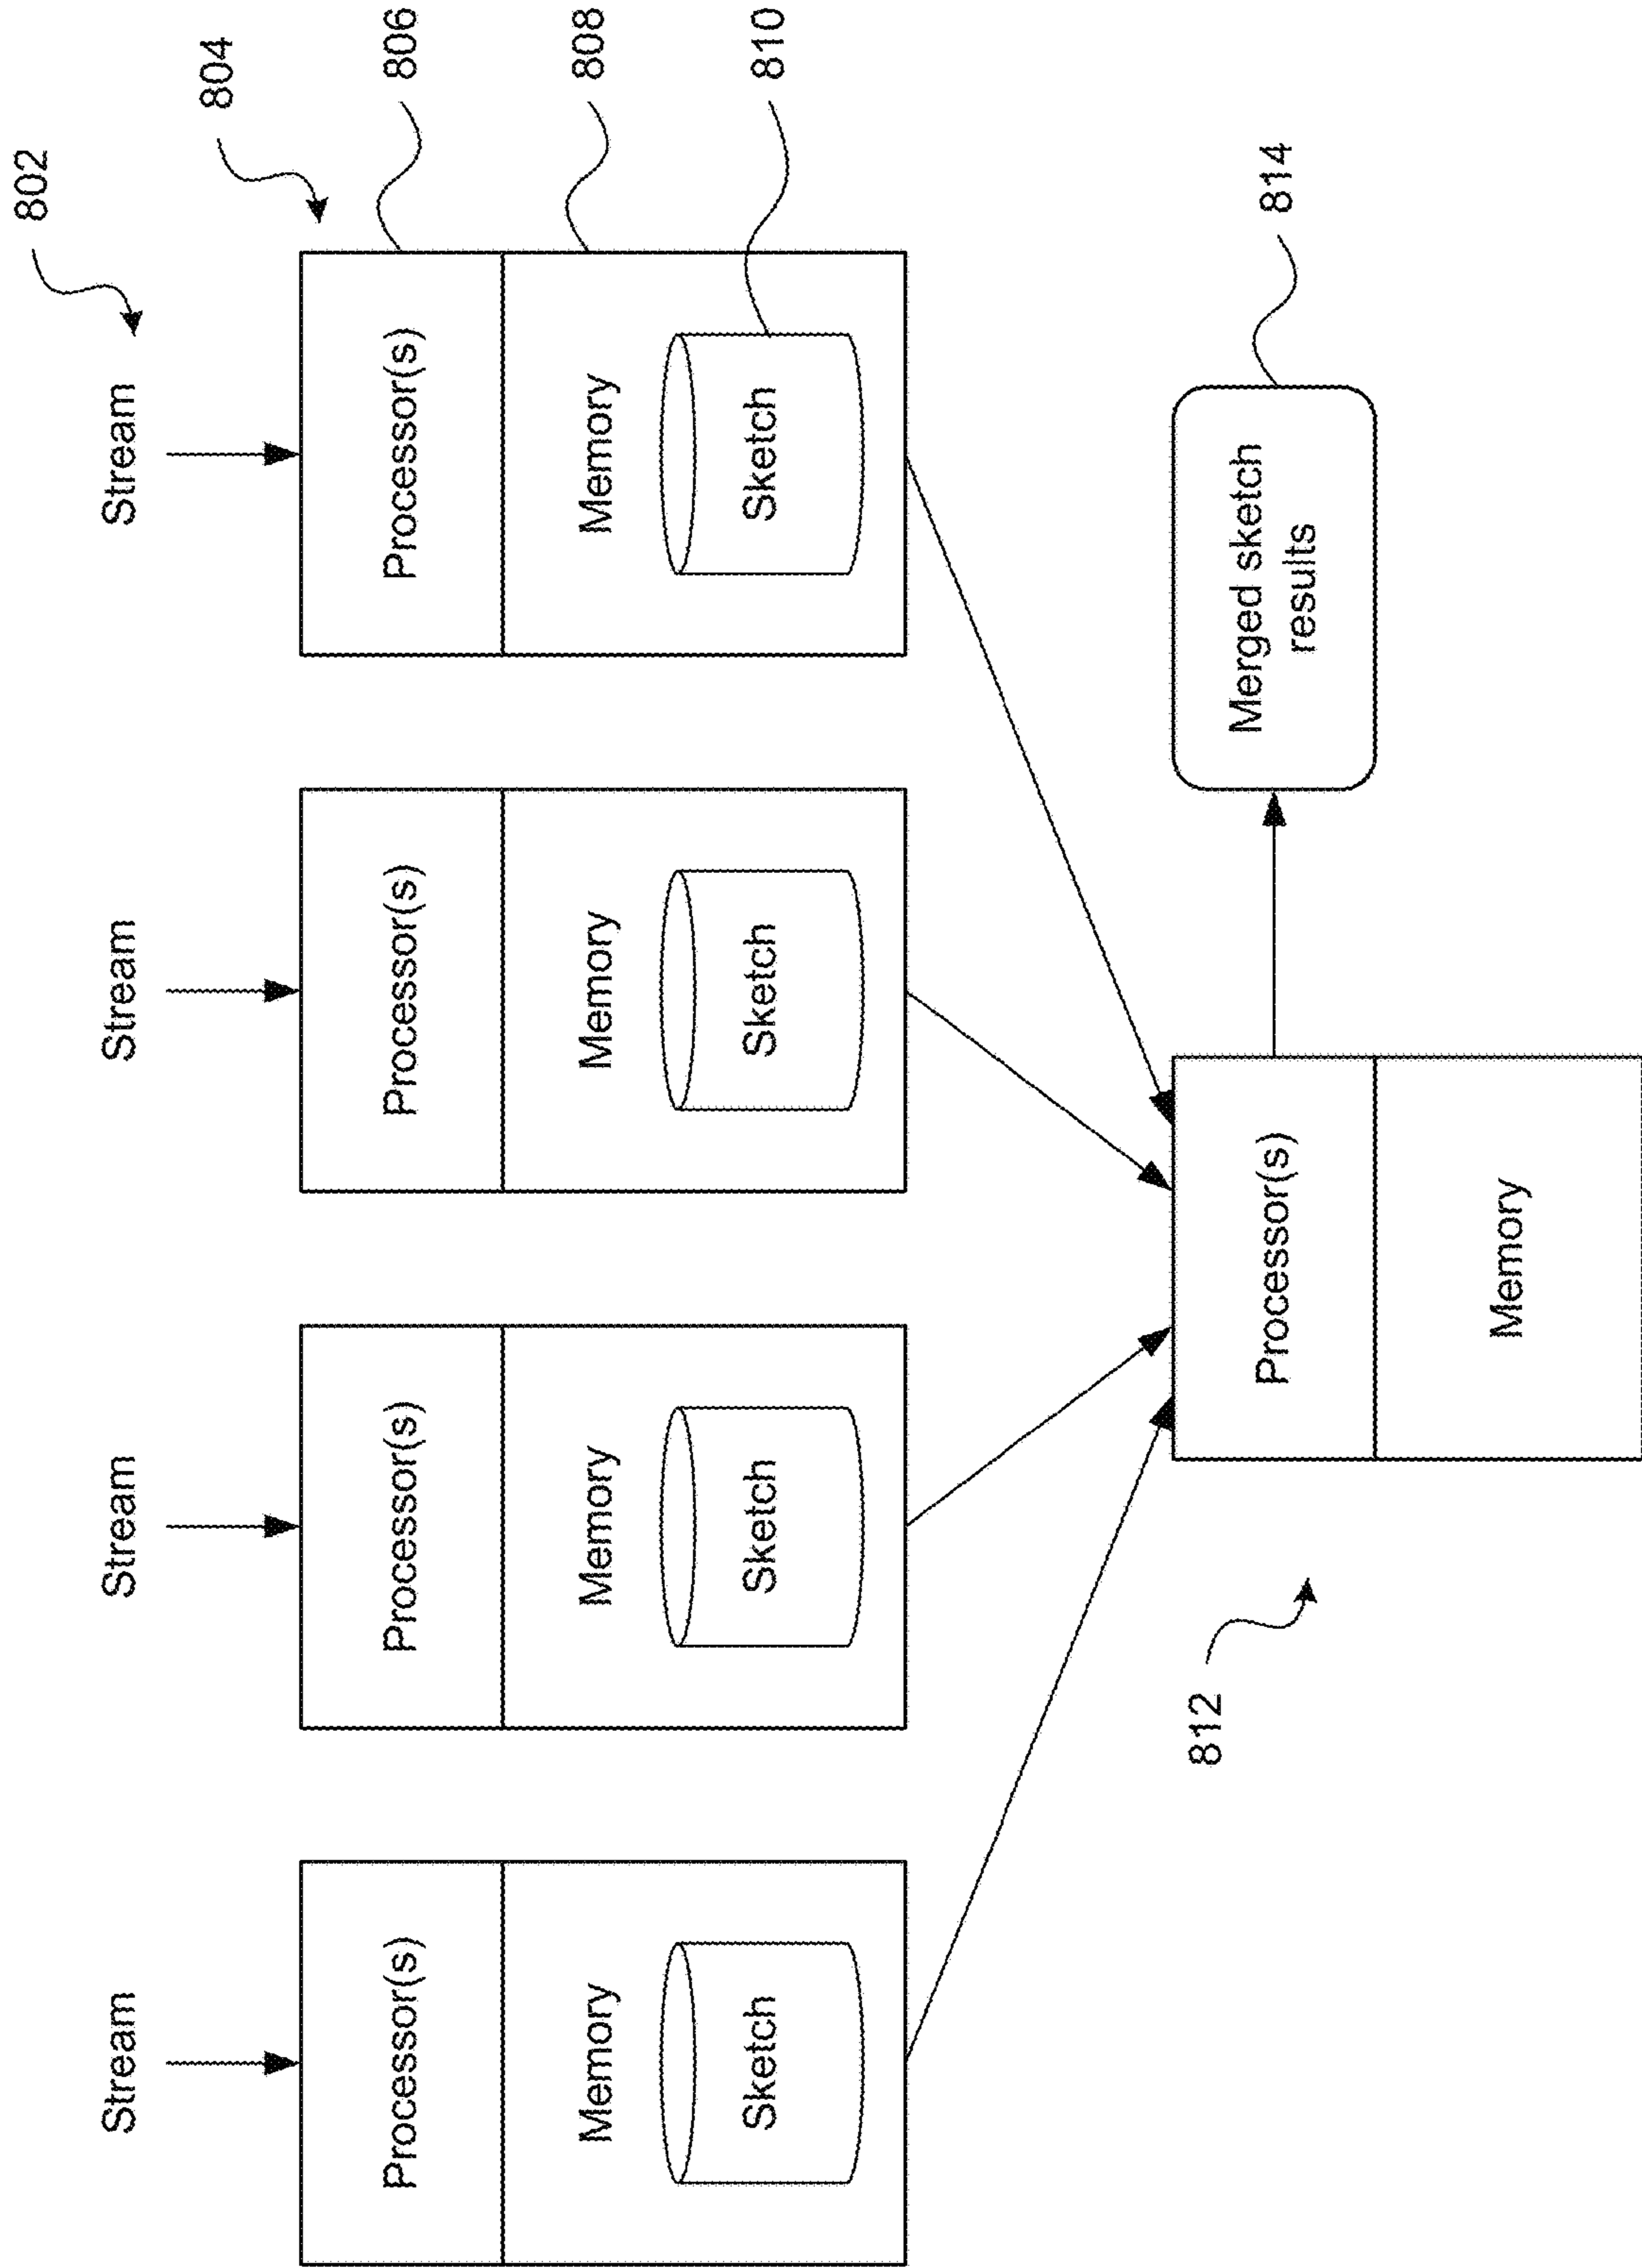 802
804
Stream
Stream
Stream
Stream
Processor(s)
Processor(s)
Processor(s)
Processor(s)
806
Memory
Memory
Memory
Memory
808
Sketch
Sketch
Sketch
Sketch
810
812
Processor(s)
Memory
Merged sketch
results
814